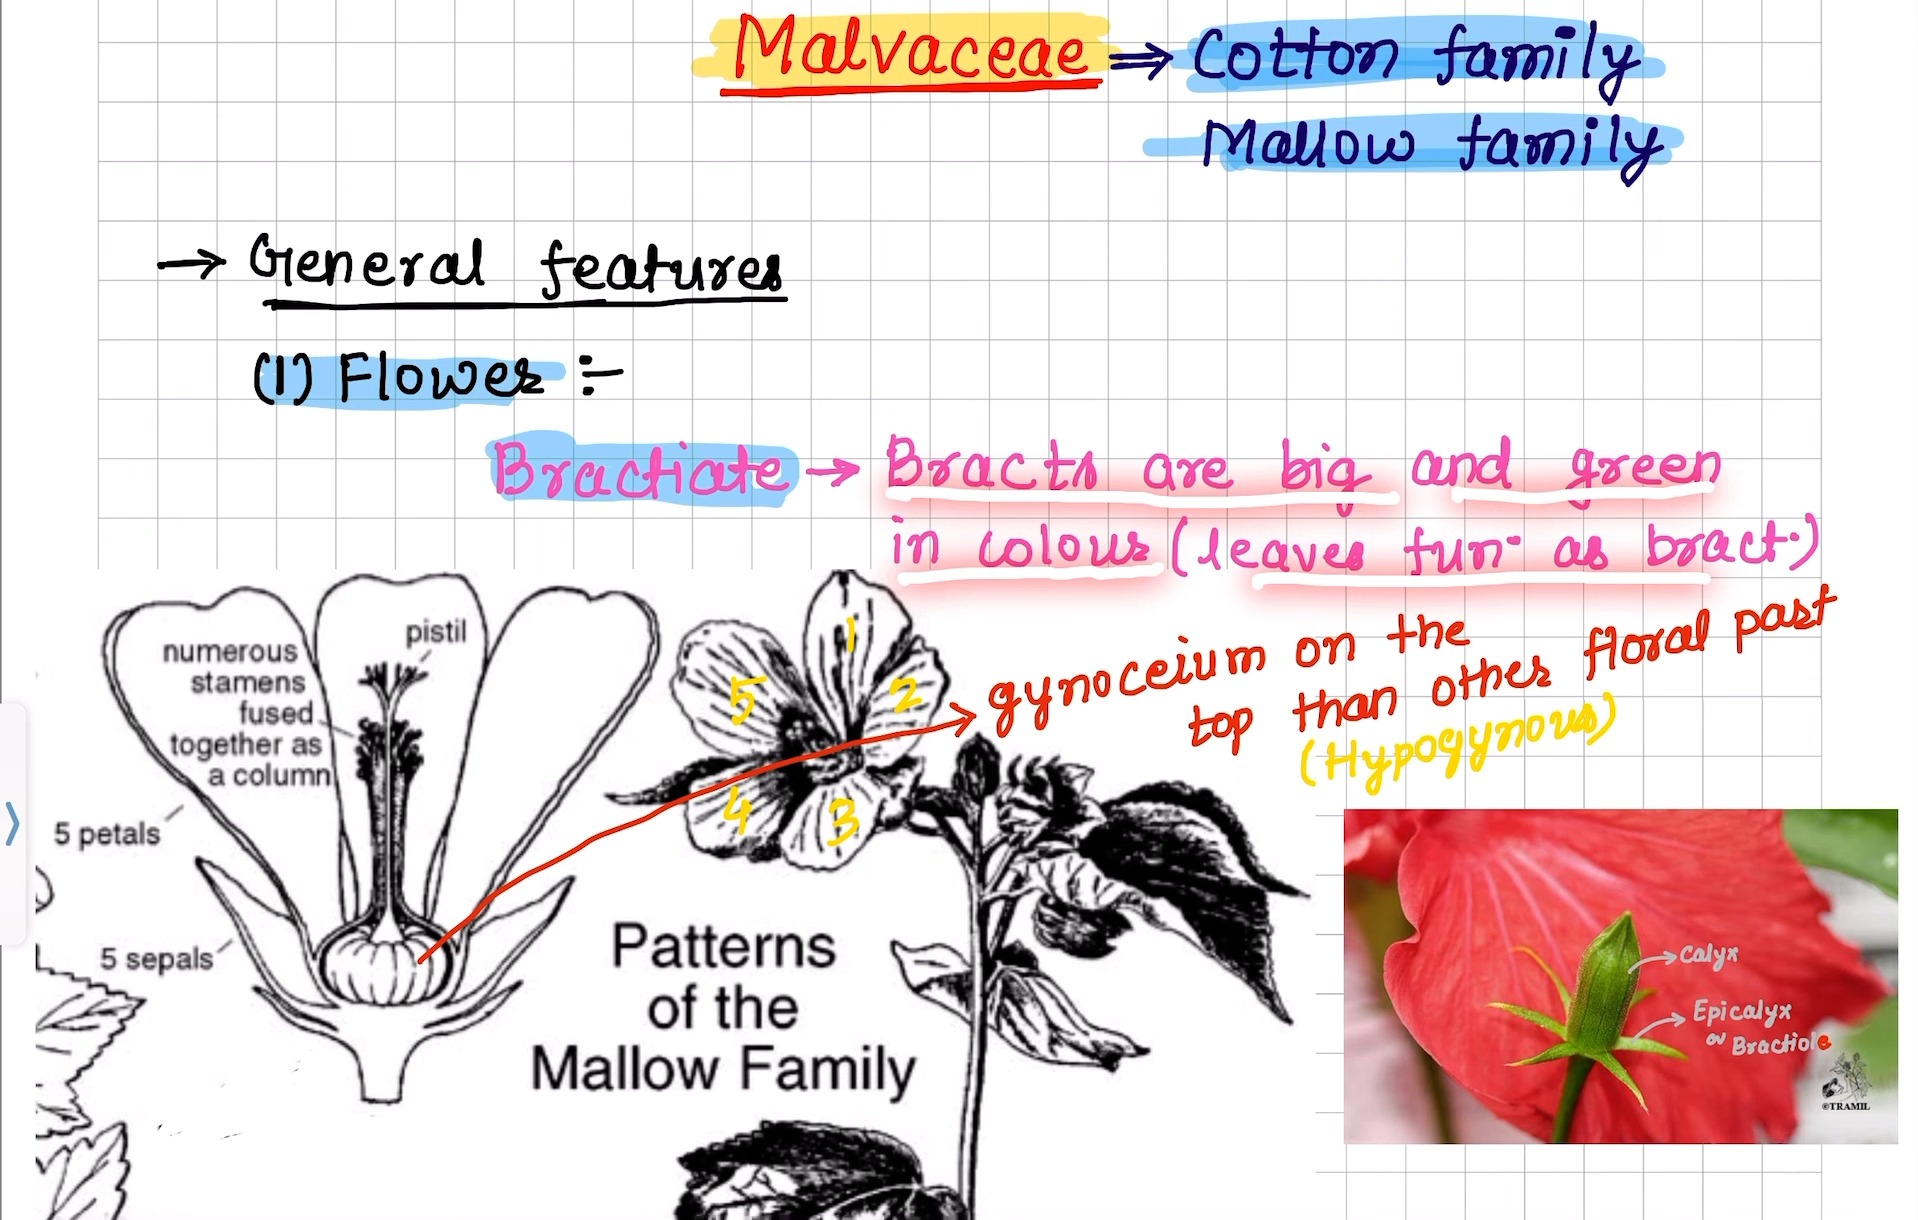 Malvaceae ⇒ Cotton family
Mallow family
→ General features
(1) Flower :-
Bractiate → Bracts are big and green
in colour (leaves fun. as bract.)
gynoceium on the
top than other floral part
(Hypogynous)
pistil
numerous
stamens
fused
together as
a column
5 petals
5 sepals
1
2
3
4
5
Patterns
of the
Mallow Family
→ Calyx
→ Epicalyx
or Bractiole
©TRAMIL